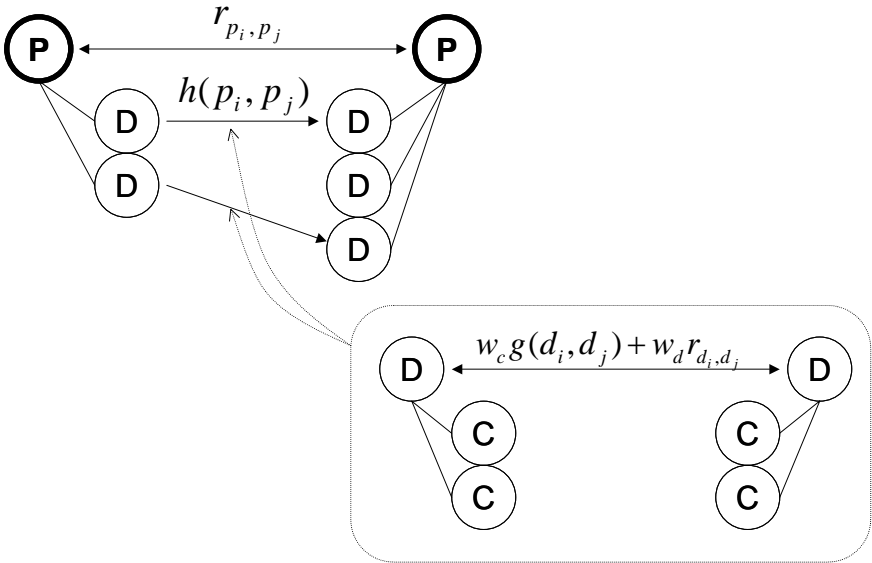 P r_{p_i, p_j} P
D h(p_i, p_j) D
D D
D
D w_c g(d_i, d_j) + w_d r_{d_i, d_j} D
C C
C C